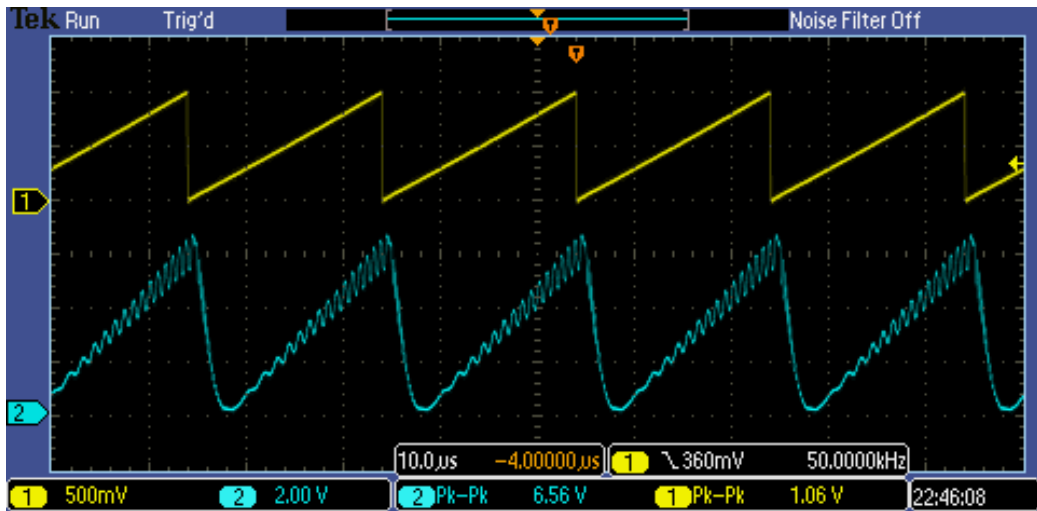 Tek Run Trig'd Noise Filter Off
T
T
1
2
10.0µs −4.00000µs 1 \ 360mV 50.0000kHz
1 500mV 2 2.00 V 2 Pk−Pk 6.56 V 1 Pk−Pk 1.06 V 22:46:08